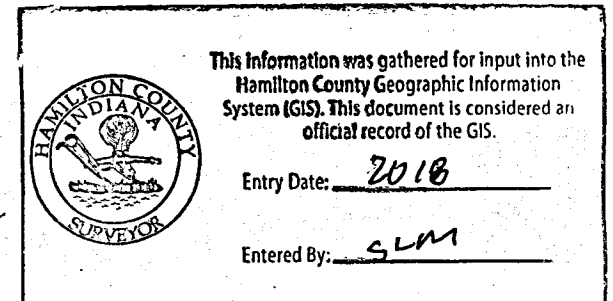 HAMILTON COUNTY
INDIANA
SURVEYOR
This information was gathered for input into the
Hamilton County Geographic Information
System (GIS). This document is considered an
official record of the GIS.
Entry Date: 2018
Entered By: SLM